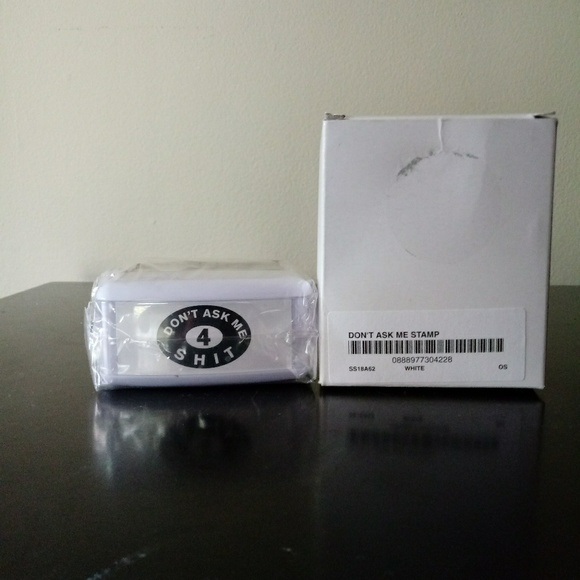 DON'T ASK ME
4
SHIT
DON'T ASK ME STAMP
0888977304228
SS18A62 WHITE OS